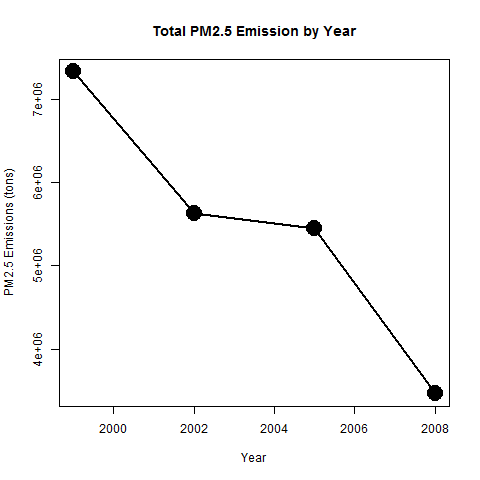 Total PM2.5 Emission by Year
PM2.5 Emissions (tons)
7e+06
6e+06
5e+06
4e+06
2000 2002 2004 2006 2008
Year